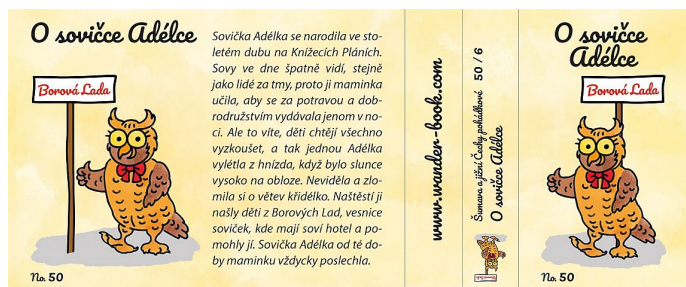 O sovičce Adélce
Borová Lada
No. 50
Sovička Adélka se narodila ve sto-
letém dubu na Knížecích Pláních.
Sovy ve dne špatně vidí, stejně
jako lidé za tmy, proto ji maminka
učila, aby se za potravou a dob-
rodružstvím vydávala jenom v no-
ci. Ale to víte, děti chtějí všechno
vyzkoušet, a tak jednou Adélka
vylétla z hnízda, když bylo slunce
vysoko na obloze. Neviděla a zlo-
mila si o větev křidélko. Naštěstí ji
našly děti z Borových Lad, vesnice
soviček, kde mají soví hotel a po-
mohly jí. Sovička Adélka od té do-
by maminku vždycky poslechla.
www.wander-book.com
Šumava a jižní Čechy pohádkové 50 / 6
O sovičce Adélce
Borová Lada
O sovičce
Adélce
Borová Lada
No. 50